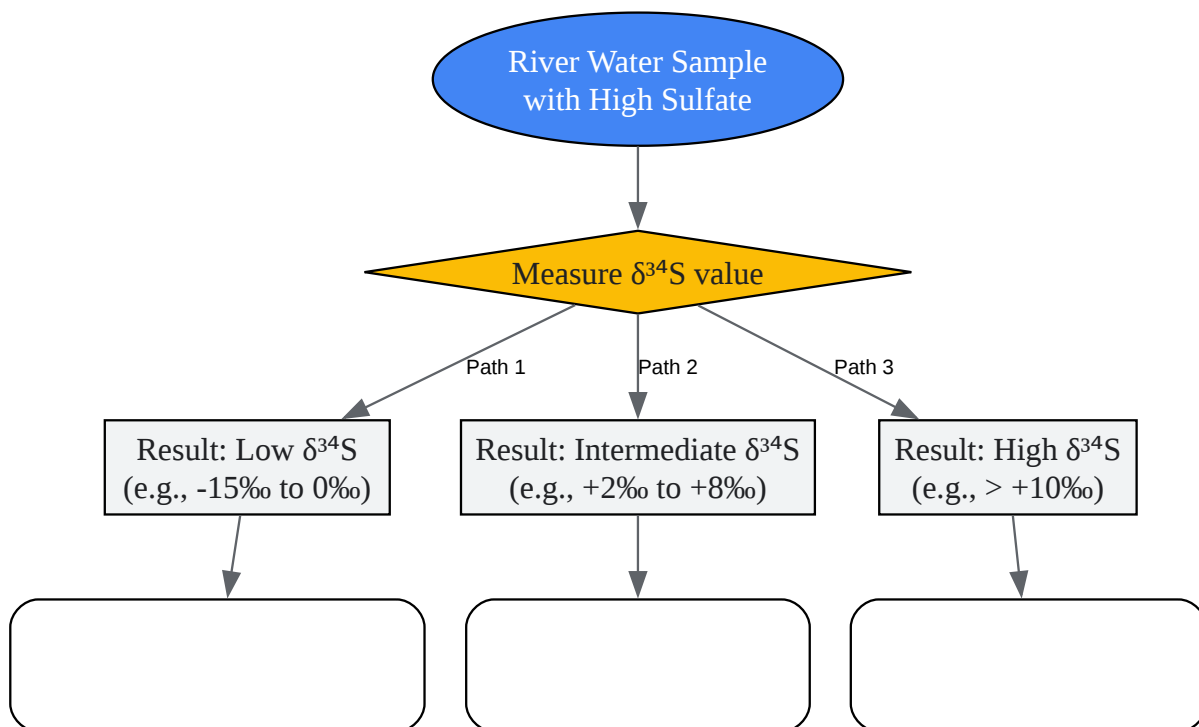 River Water Sample
with High Sulfate
Measure δ³⁴S value
Path 1
Path 2
Path 3
Result: Low δ³⁴S
(e.g., -15‰ to 0‰)
Result: Intermediate δ³⁴S
(e.g., +2‰ to +8‰)
Result: High δ³⁴S
(e.g., > +10‰)